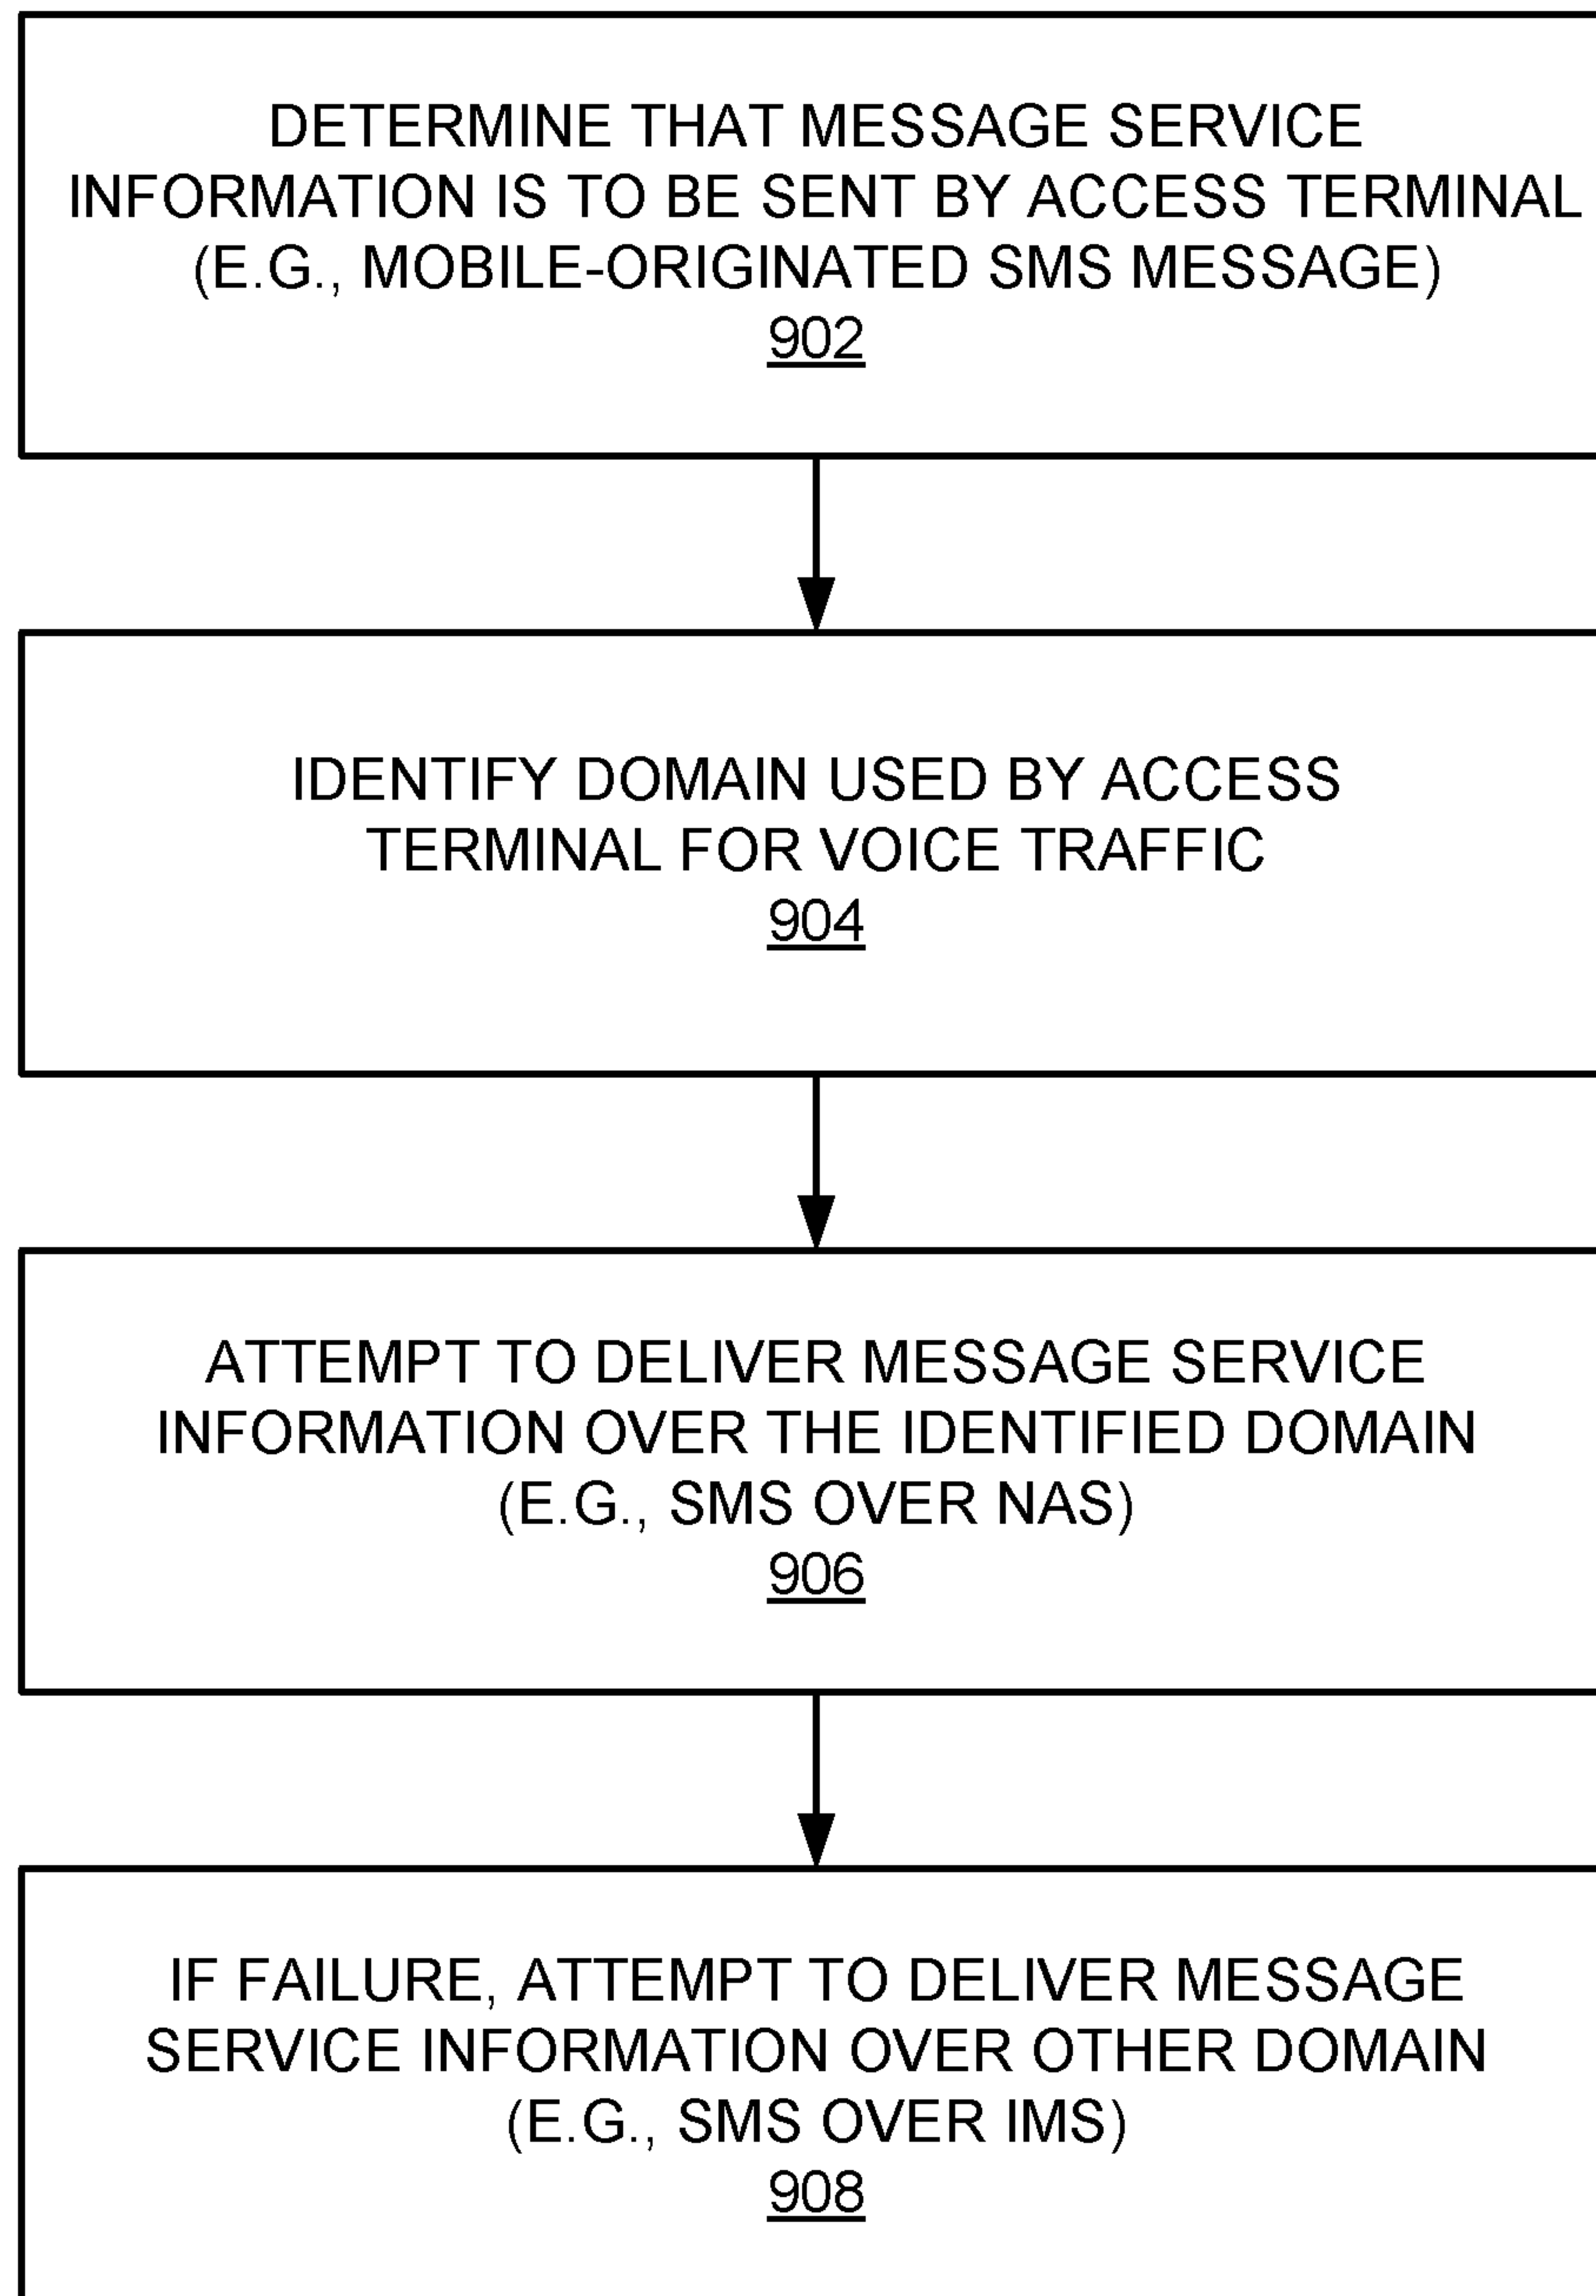 DETERMINE THAT MESSAGE SERVICE
INFORMATION IS TO BE SENT BY ACCESS TERMINAL
(E.G., MOBILE-ORIGINATED SMS MESSAGE)
902
IDENTIFY DOMAIN USED BY ACCESS
TERMINAL FOR VOICE TRAFFIC
904
ATTEMPT TO DELIVER MESSAGE SERVICE
INFORMATION OVER THE IDENTIFIED DOMAIN
(E.G., SMS OVER NAS)
906
IF FAILURE, ATTEMPT TO DELIVER MESSAGE
SERVICE INFORMATION OVER OTHER DOMAIN
(E.G., SMS OVER IMS)
908